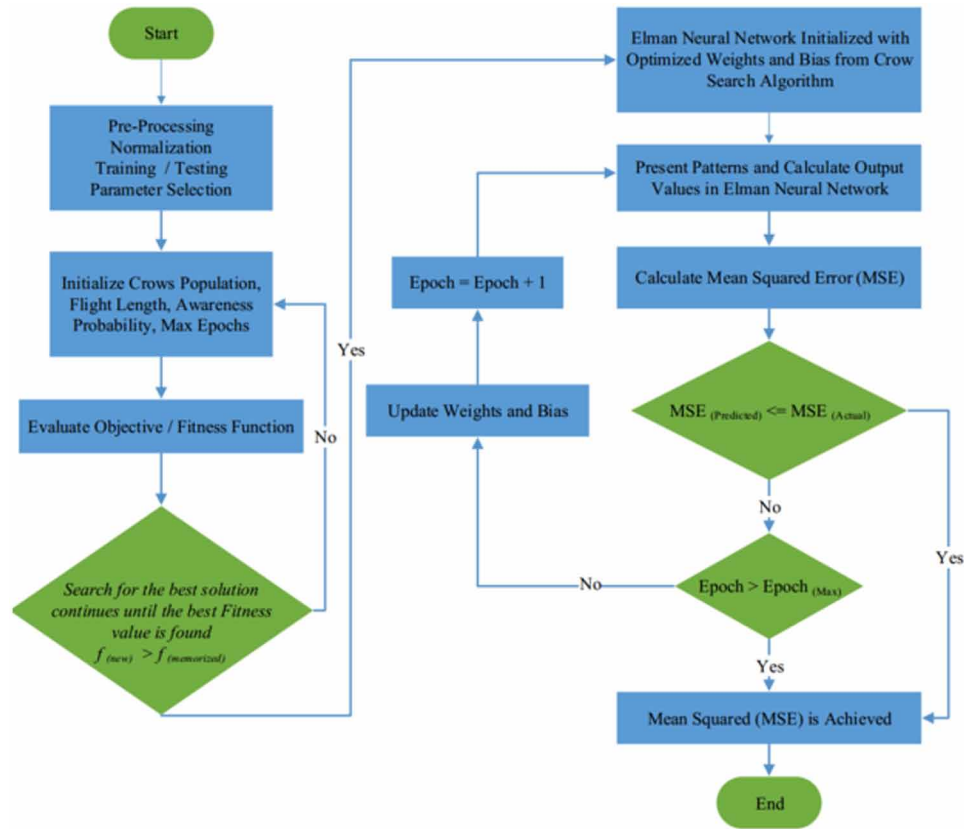 Start
Pre-Processing
Normalization
Training / Testing
Parameter Selection
Initialize Crows Population,
Flight Length, Awareness
Probability, Max Epochs
Evaluate Objective / Fitness Function
No
Search for the best solution
continues until the best Fitness
value is found
f (new) > f (memorized)
Yes
Elman Neural Network Initialized with
Optimized Weights and Bias from Crow
Search Algorithm
Present Patterns and Calculate Output
Values in Elman Neural Network
Calculate Mean Squared Error (MSE)
MSE (Predicted) <= MSE (Actual)
No
Yes
Epoch > Epoch (Max)
No
Update Weights and Bias
Epoch = Epoch + 1
Yes
Mean Squared (MSE) is Achieved
End